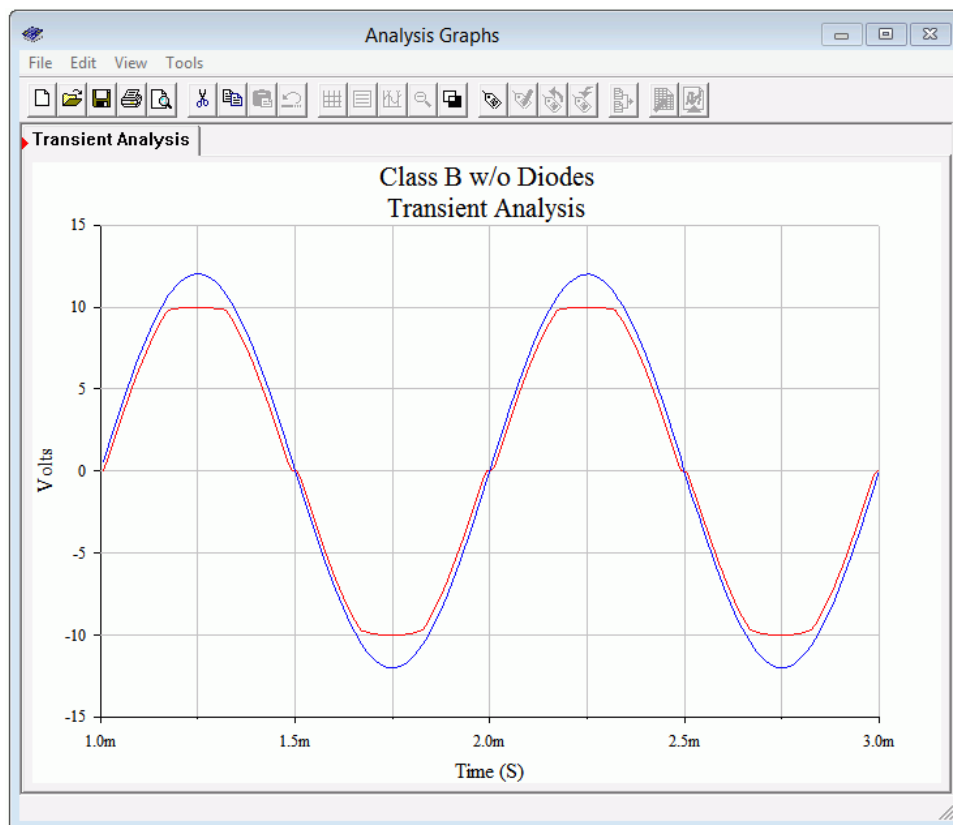 Analysis Graphs
File Edit View Tools
Transient Analysis
Class B w/o Diodes
Transient Analysis
15
10
5
0
-5
-10
-15
Volts
1.0m 1.5m 2.0m 2.5m 3.0m
Time (S)